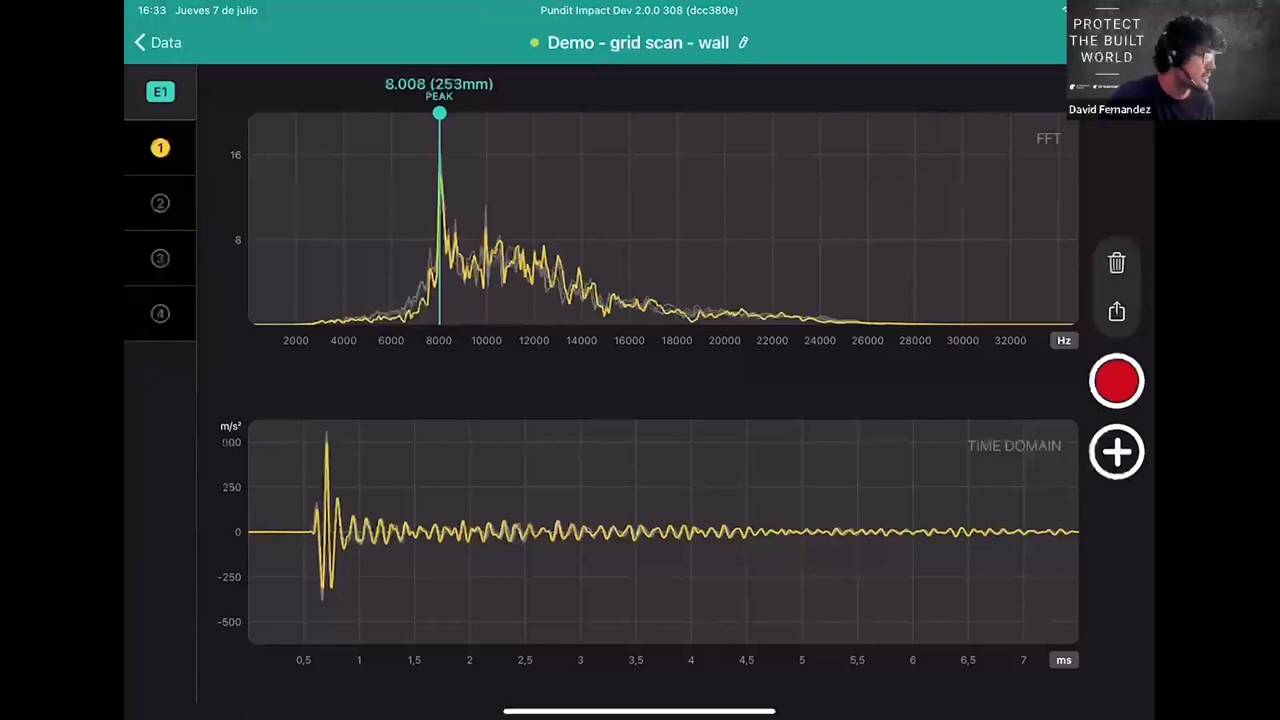 16:33 Jueves 7 de julio
Pundit Impact Dev 2.0.0 308 (dcc380e)
Data
Demo - grid scan - wall
PROTECT
THE BUILT
WORLD
David Fernandez
E1
1
2
3
4
8.008 (253mm)
PEAK
FFT
16
8
2000 4000 6000 8000 10000 12000 14000 16000 18000 20000 22000 24000 26000 28000 30000 32000 Hz
m/s²
TIME DOMAIN
250
0
-250
-500
0,5 1 1,5 2 2,5 3 3,5 4 4,5 5 5,5 6 6,5 7 ms